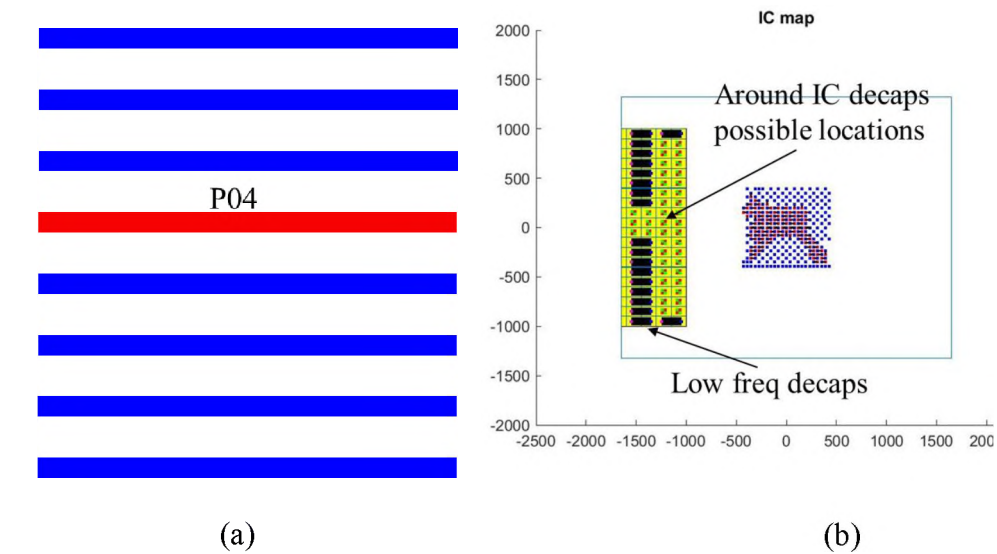 P04
(a)
IC map
2000
1500
1000
500
0
-500
-1000
-1500
-2000
-2500 -2000 -1500 -1000 -500 0 500 1000 1500 200
Around IC decaps
possible locations
Low freq decaps
(b)